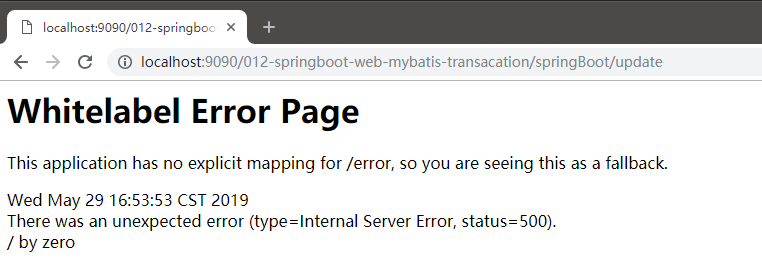 localhost:9090/012-springboo
localhost:9090/012-springboot-web-mybatis-transacation/springBoot/update
Whitelabel Error Page
This application has no explicit mapping for /error, so you are seeing this as a fallback.
Wed May 29 16:53:53 CST 2019
There was an unexpected error (type=Internal Server Error, status=500).
/ by zero